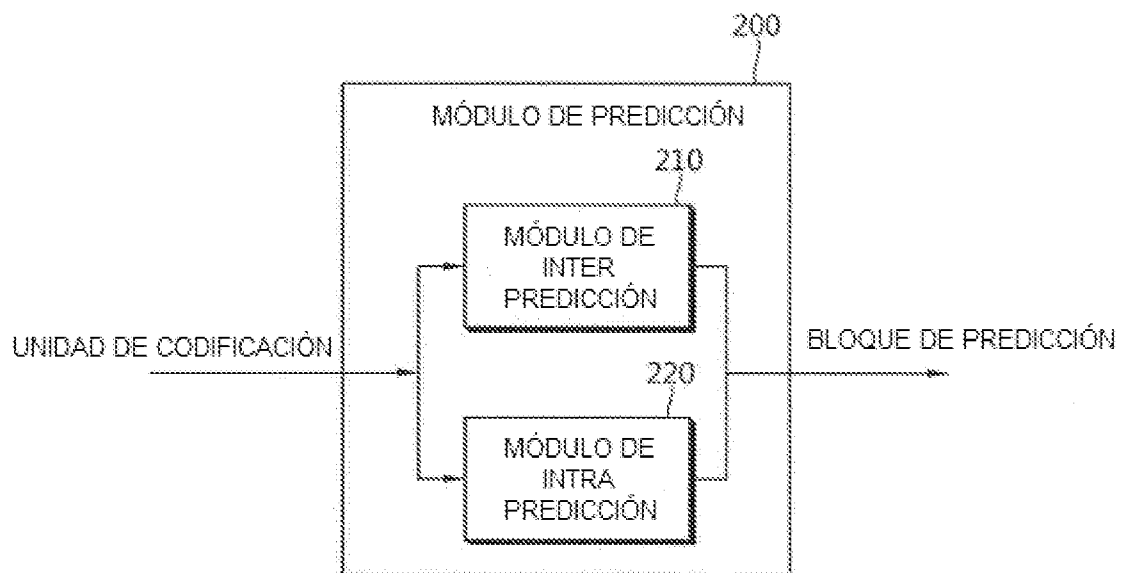 200
MÓDULO DE PREDICCIÓN
210
MÓDULO DE
INTER
PREDICCIÓN
UNIDAD DE CODIFICACIÓN
BLOQUE DE PREDICCIÓN
220
MÓDULO DE
INTRA
PREDICCIÓN